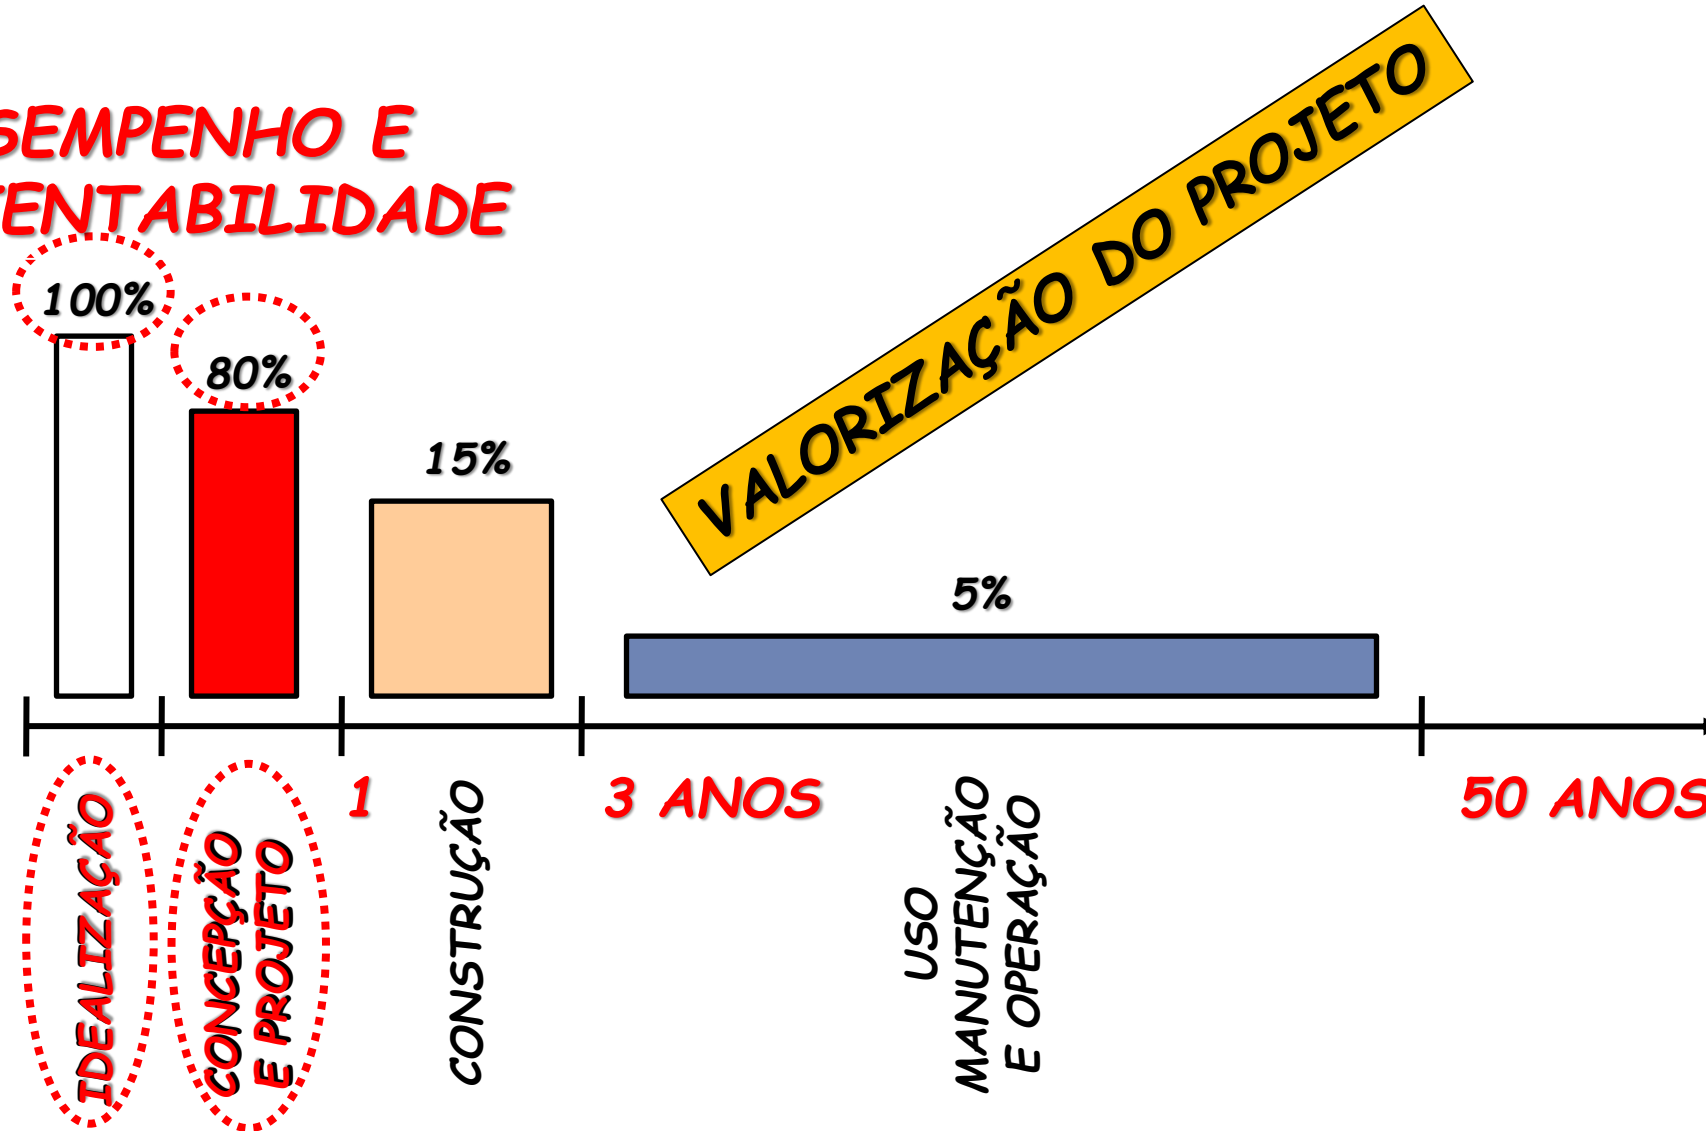 SEMPENHO E
TENTABILIDADE
VALORIZAÇÃO DO PROJETO
100%
80%
15%
5%
1
3 ANOS
50 ANOS
IDEALIZAÇÃO
CONCEPÇÃO
E PROJETO
CONSTRUÇÃO
USO
MANUTENÇÃO
E OPERAÇÃO